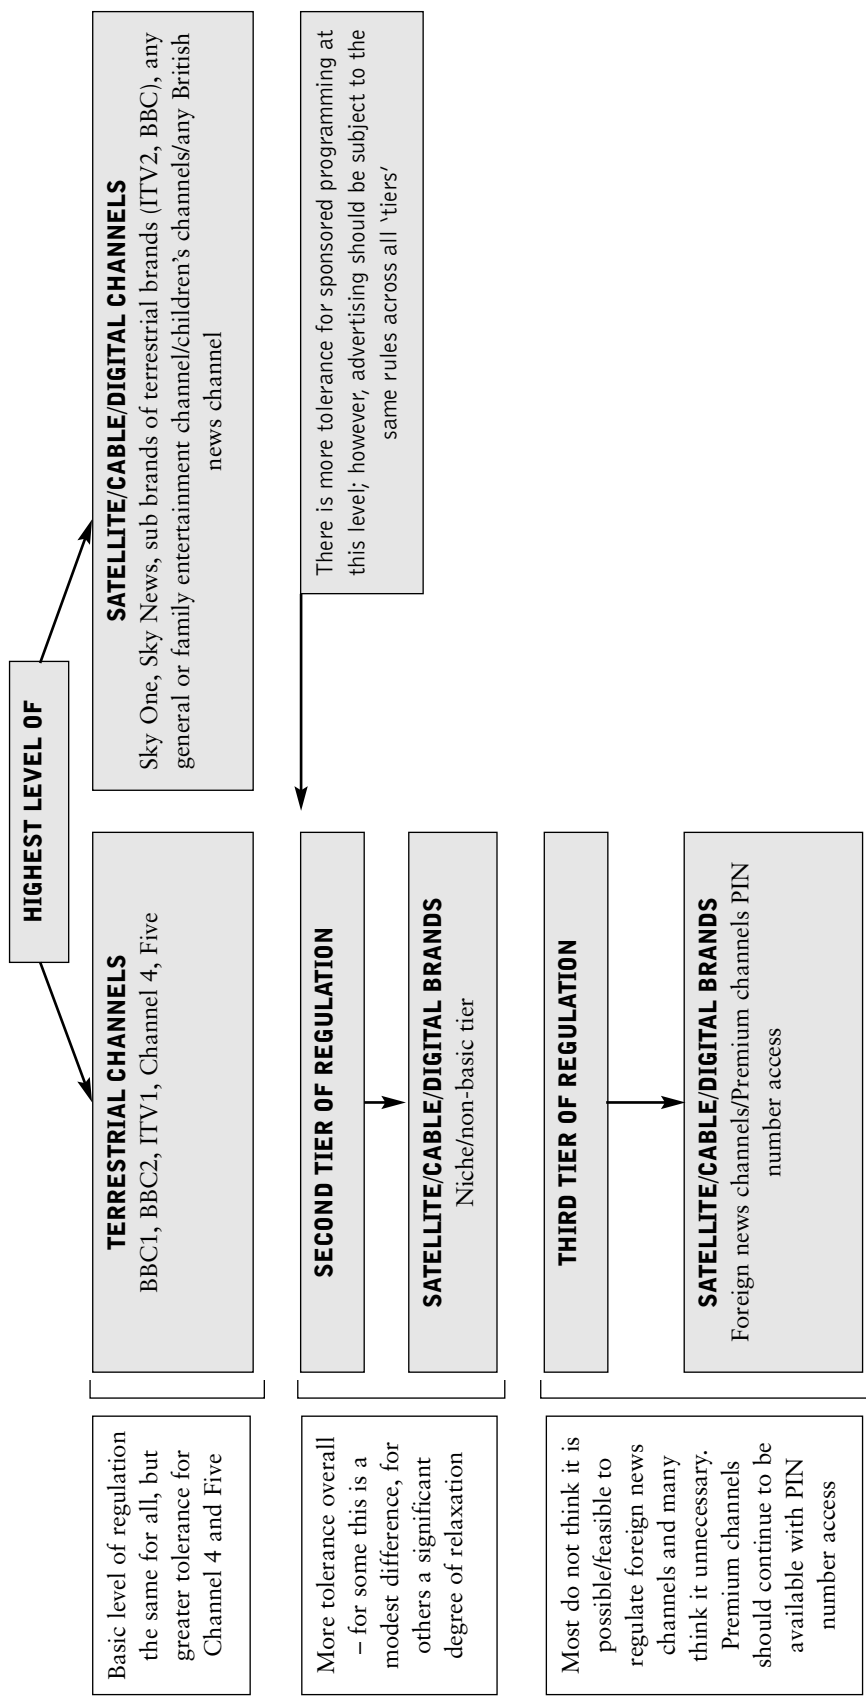 HIGHEST LEVEL OF
Basic level of regulation
the same for all, but
greater tolerance for
Channel 4 and Five
TERRESTRIAL CHANNELS
BBC1, BBC2, ITV1, Channel 4, Five
SATELLITE/CABLE/DIGITAL CHANNELS
Sky One, Sky News, sub brands of terrestrial brands (ITV2, BBC), any
general or family entertainment channel/children's channels/any British
news channel
More tolerance overall
– for some this is a
modest difference, for
others a significant
degree of relaxation
SECOND TIER OF REGULATION
SATELLITE/CABLE/DIGITAL BRANDS
Niche/non-basic tier
There is more tolerance for sponsored programming at
this level; however, advertising should be subject to the
same rules across all ‘tiers’
Most do not think it is
possible/feasible to
regulate foreign news
channels and many
think it unnecessary.
Premium channels
should continue to be
available with PIN
number access
THIRD TIER OF REGULATION
SATELLITE/CABLE/DIGITAL BRANDS
Foreign news channels/Premium channels PIN
number access